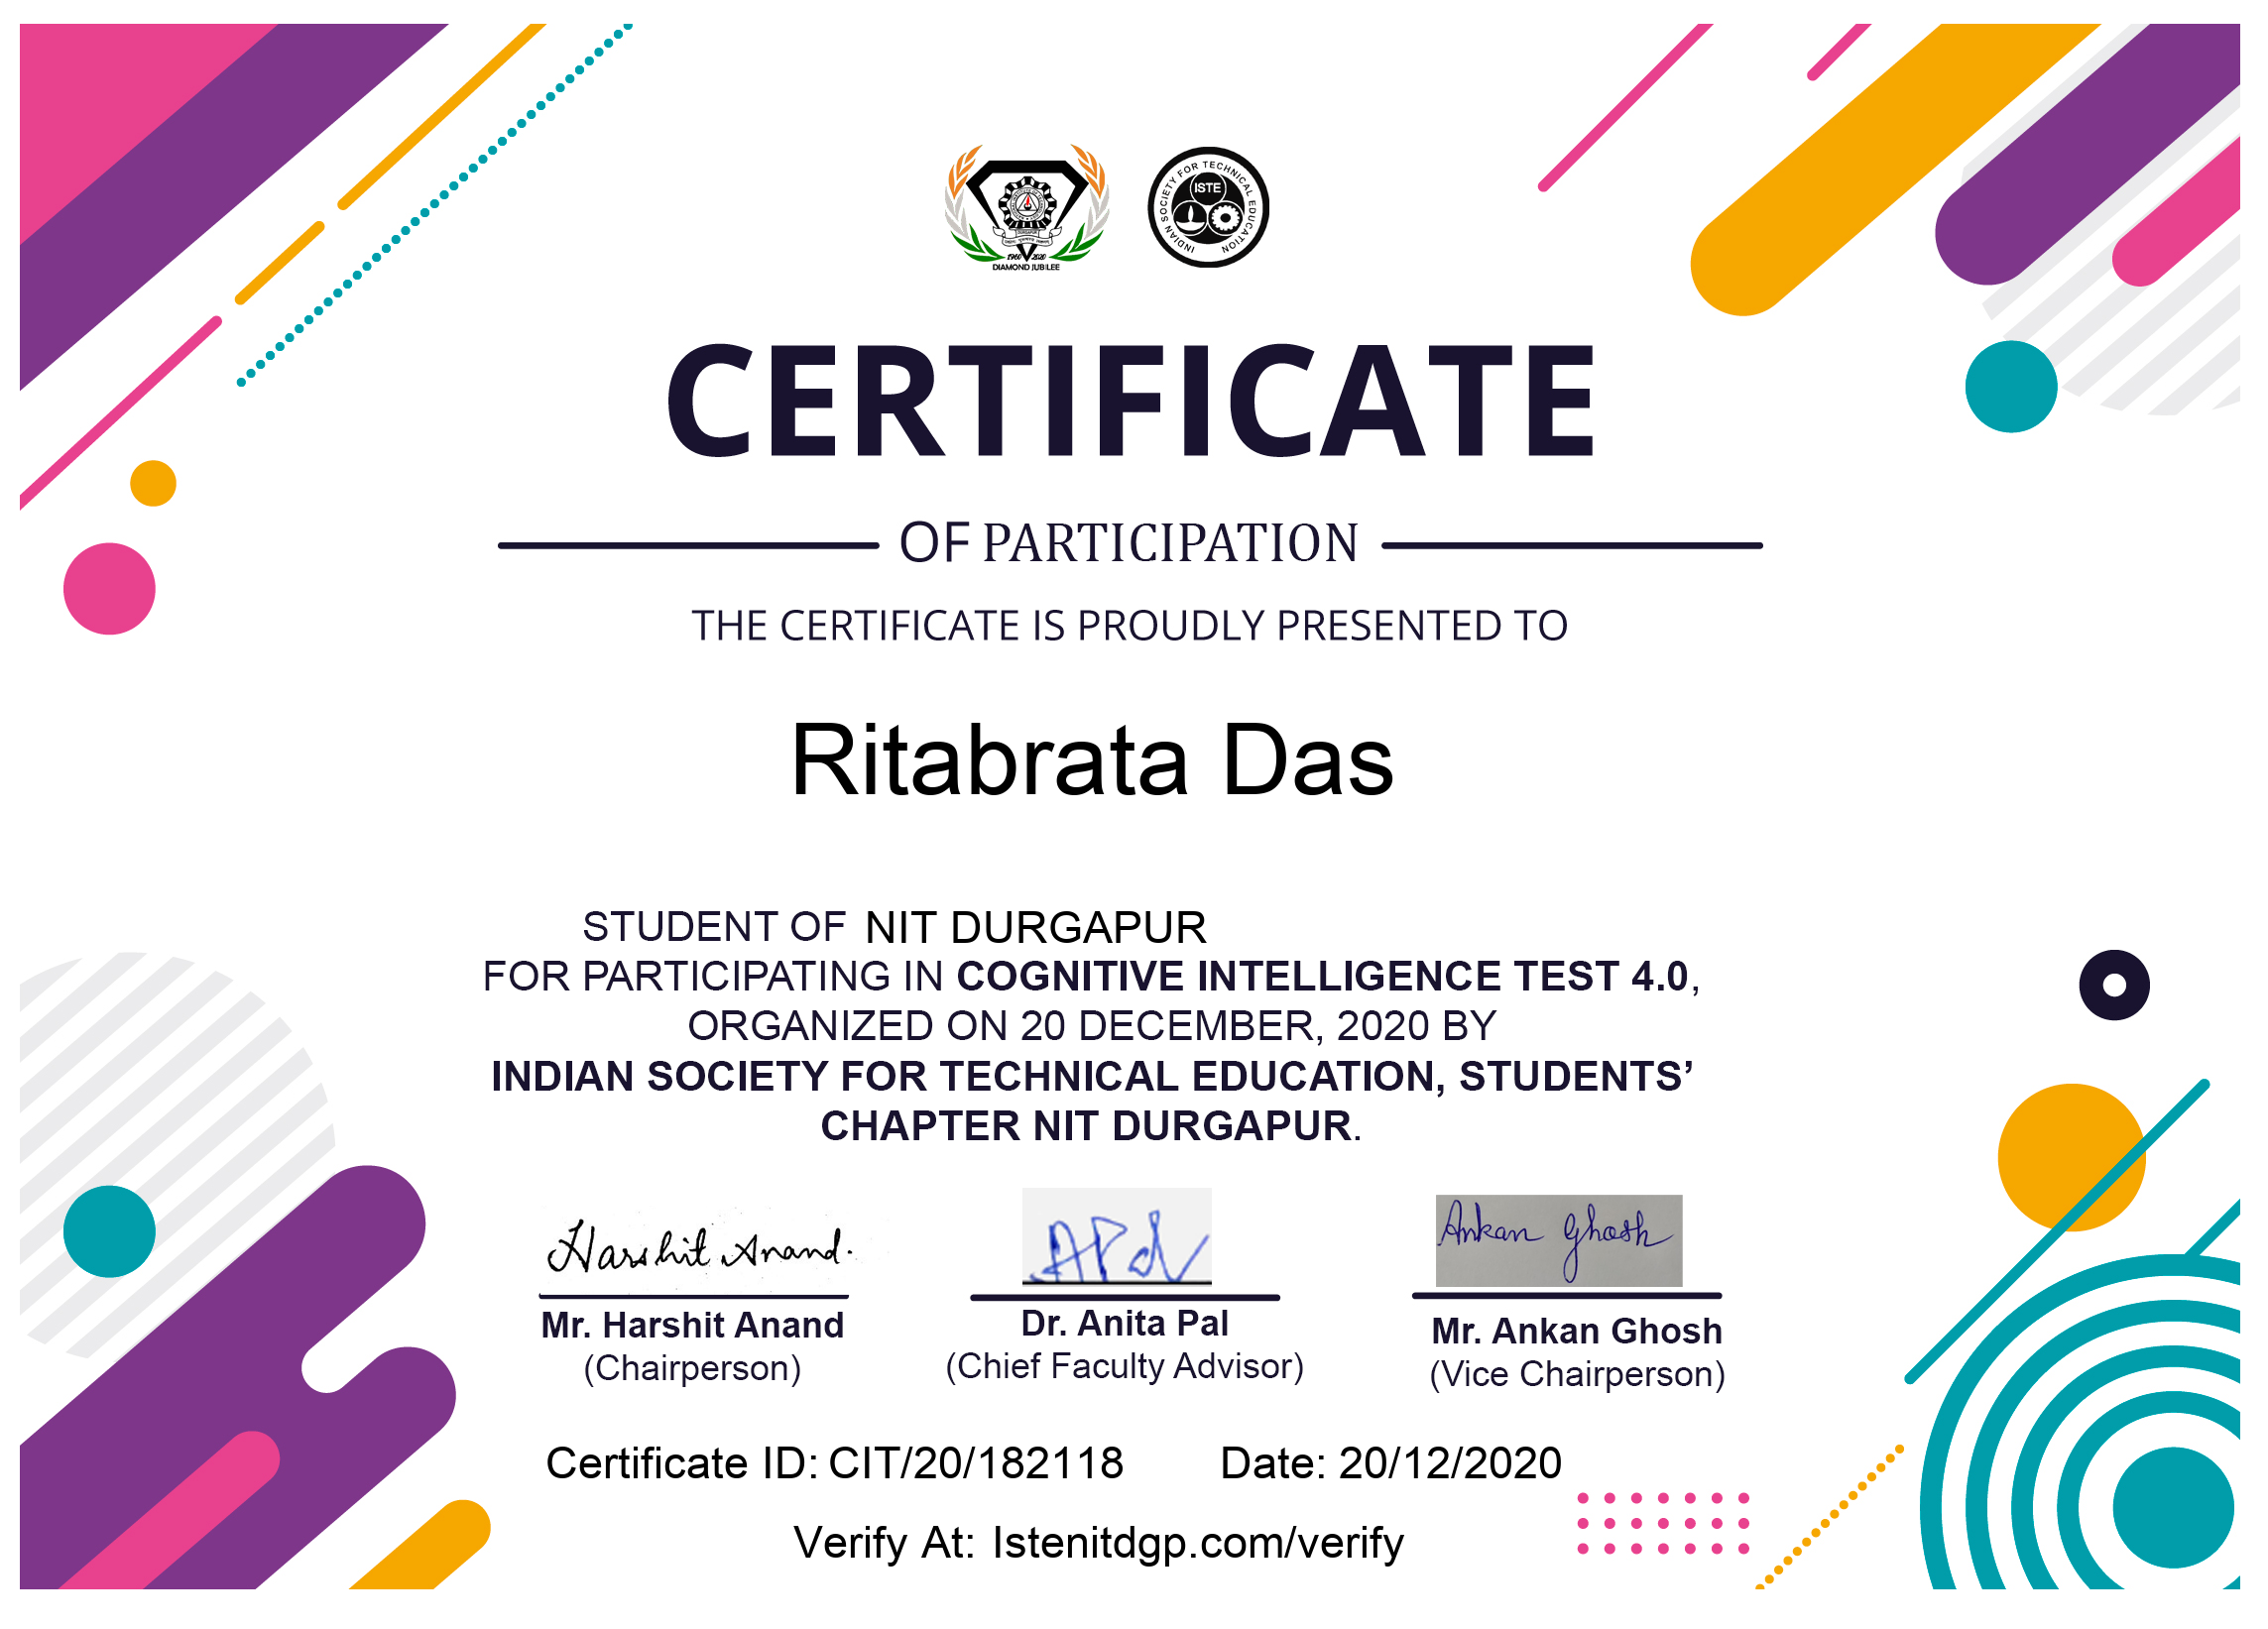 1960 2020
DIAMOND JUBILEE
INDIAN SOCIETY FOR TECHNICAL EDUCATION
ISTE
CERTIFICATE
OF PARTICIPATION
THE CERTIFICATE IS PROUDLY PRESENTED TO
Ritabrata Das
STUDENT OF NIT DURGAPUR
FOR PARTICIPATING IN COGNITIVE INTELLIGENCE TEST 4.0,
ORGANIZED ON 20 DECEMBER, 2020 BY
INDIAN SOCIETY FOR TECHNICAL EDUCATION, STUDENTS’
CHAPTER NIT DURGAPUR.
Harshit Anand.
APal
Ankan Ghosh
Mr. Harshit Anand
(Chairperson)
Dr. Anita Pal
(Chief Faculty Advisor)
Mr. Ankan Ghosh
(Vice Chairperson)
Certificate ID: CIT/20/182118 Date: 20/12/2020
Verify At: Istenitdgp.com/verify